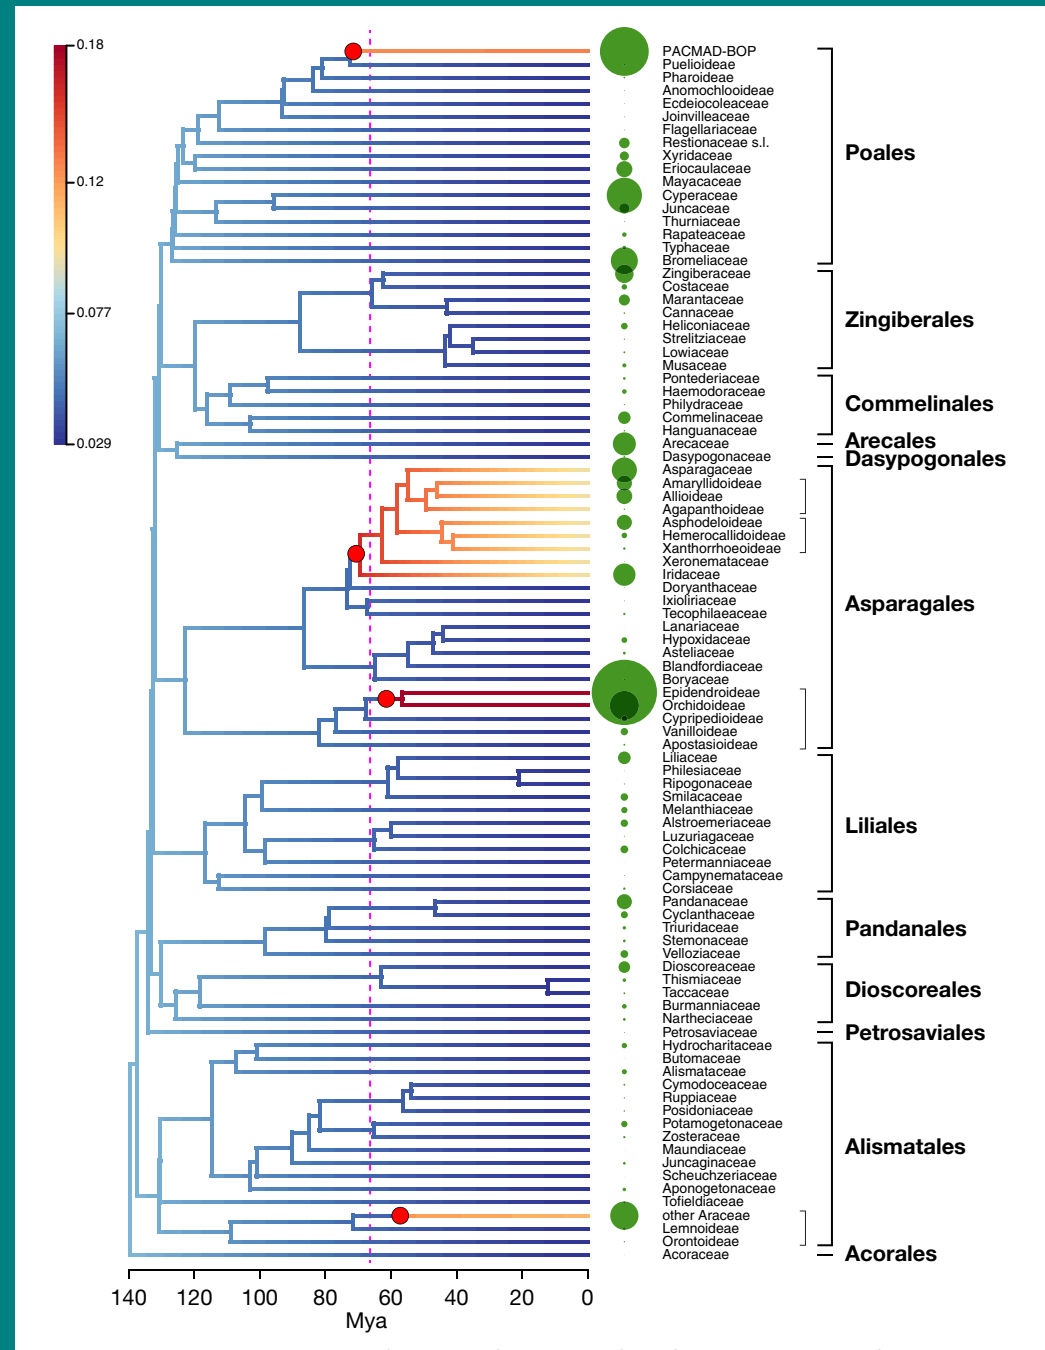 0.18
0.12
0.077
0.029
PACMAD-BOP
Puelioideae
Pharoideae
Anomochlooideae
Ecdeiocoleaceae
Joinvilleaceae
Flagellariaceae
Restionaceae s.l.
Xyridaceae
Eriocaulaceae
Mayacaceae
Cyperaceae
Juncaceae
Thurniaceae
Rapateaceae
Typhaceae
Bromeliaceae
Zingiberaceae
Costaceae
Marantaceae
Cannaceae
Heliconiaceae
Strelitziaceae
Lowiaceae
Musaceae
Pontederiaceae
Haemodoraceae
Philydraceae
Commelinaceae
Hanguanaceae
Arecaceae
Dasypogonaceae
Asparagaceae
Amaryllidoideae
Allioideae
Agapanthoideae
Asphodeloideae
Hemerocallidoideae
Xanthorrhoeoideae
Xeronemataceae
Iridaceae
Doryanthaceae
Ixioliriaceae
Tecophilaeaceae
Lanariaceae
Hypoxidaceae
Asteliaceae
Blandfordiaceae
Boryaceae
Epidendroideae
Orchidoideae
Cypripedioideae
Vanilloideae
Apostasioideae
Liliaceae
Philesiaceae
Ripogonaceae
Smilacaceae
Melanthiaceae
Alstroemeriaceae
Luzuriagaceae
Colchicaceae
Petermanniaceae
Campynemataceae
Corsiaceae
Pandanaceae
Cyclanthaceae
Triuridaceae
Stemonaceae
Velloziaceae
Dioscoreaceae
Thismiaceae
Taccaceae
Burmanniaceae
Nartheciaceae
Petrosaviaceae
Hydrocharitaceae
Butomaceae
Alismataceae
Cymodoceaceae
Ruppiaceae
Posidoniaceae
Potamogetonaceae
Zosteraceae
Maundiaceae
Juncaginaceae
Scheuchzeriaceae
Aponogetonaceae
Tofieldiaceae
other Araceae
Lemnoideae
Orontoideae
Acoraceae
Poales
Zingiberales
Commelinales
Arecales
Dasypogonales
Asparagales
Liliales
Pandanales
Dioscoreales
Petrosaviales
Alismatales
Acorales
140 120 100 80 60 40 20 0
Mya